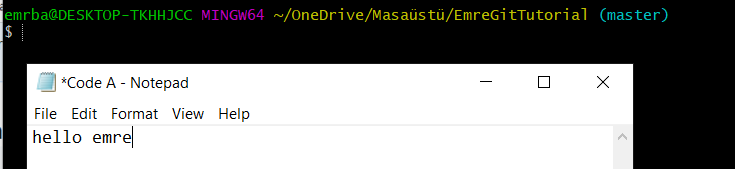 emrba@DESKTOP-TKHHJCC MINGW64 ~/OneDrive/Masaüstü/EmreGitTutorial (master)
$
*Code A - Notepad
File Edit Format View Help
hello emre